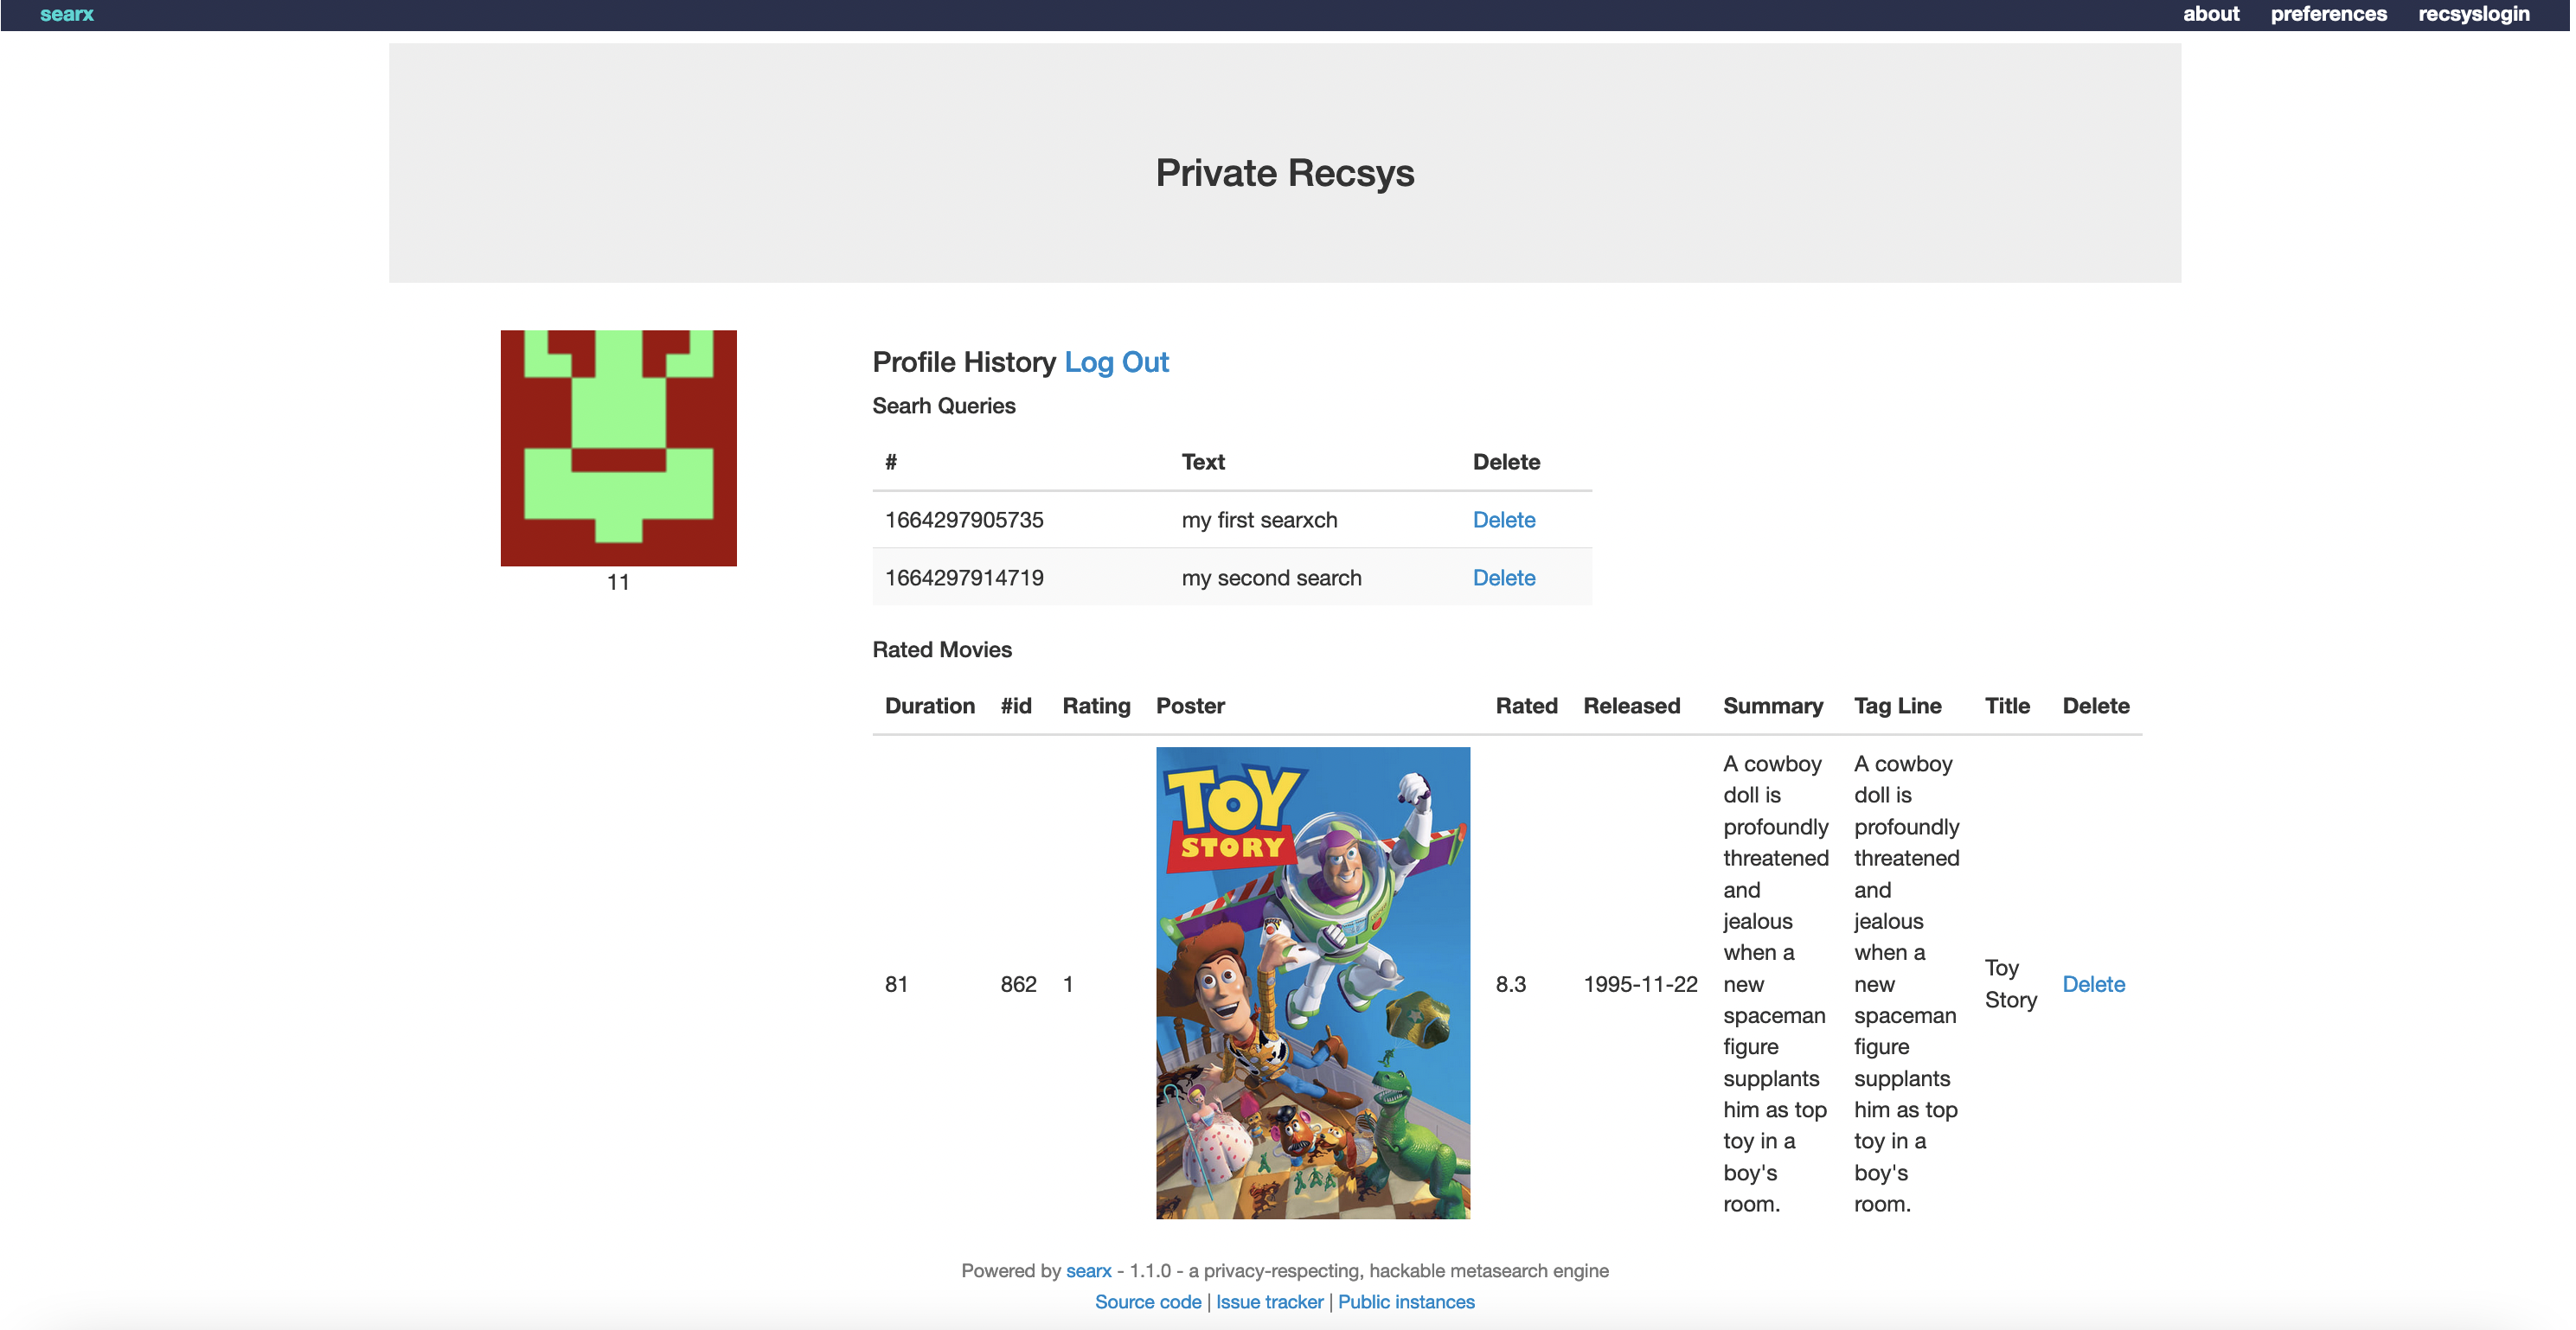 searx about preferences recsyslogin
Private Recsys
11
Profile History Log Out
Searh Queries
# Text Delete
1664297905735 my first searxch Delete
1664297914719 my second search Delete
Rated Movies
Duration #id Rating Poster Rated Released Summary Tag Line Title Delete
81 862 1
TOY
STORY
8.3 1995-11-22
A cowboy
doll is
profoundly
threatened
and
jealous
when a
new
spaceman
figure
supplants
him as top
toy in a
boy's
room.
A cowboy
doll is
profoundly
threatened
and
jealous
when a
new
spaceman
figure
supplants
him as top
toy in a
boy's
room.
Toy
Story
Delete
Powered by searx - 1.1.0 - a privacy-respecting, hackable metasearch engine
Source code | Issue tracker | Public instances